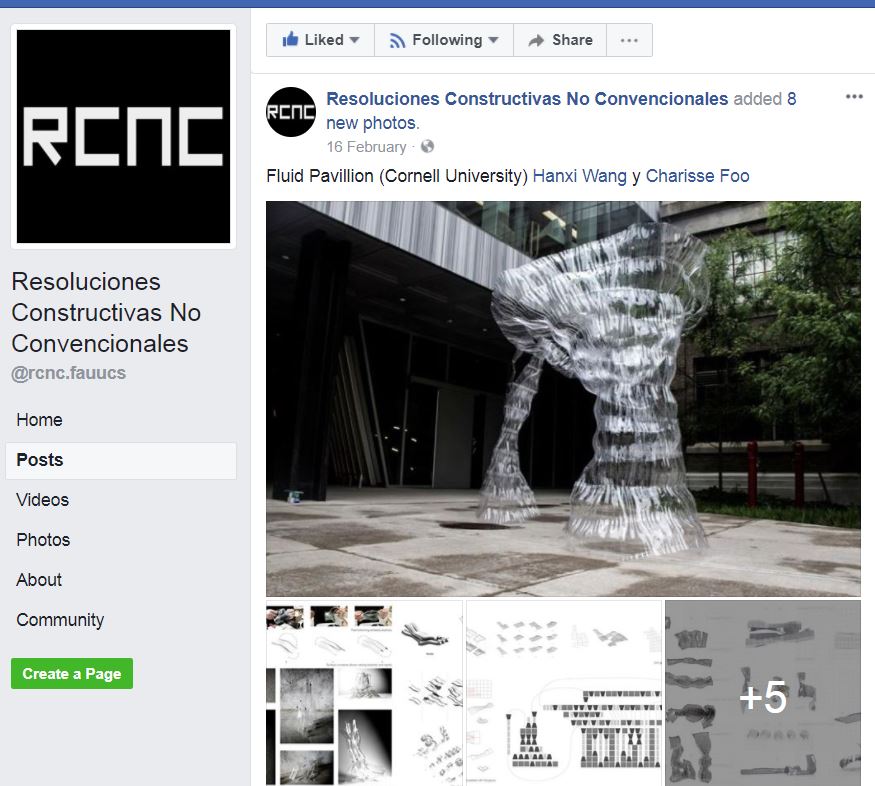 RCNC
Resoluciones
Constructivas No
Convencionales
@rcnc.fauucs
Home
Posts
Videos
Photos
About
Community
Create a Page
Liked
Following
Share
RCNC
Resoluciones Constructivas No Convencionales added 8
new photos.
16 February ·
Fluid Pavillion (Cornell University) Hanxi Wang y Charisse Foo
+5